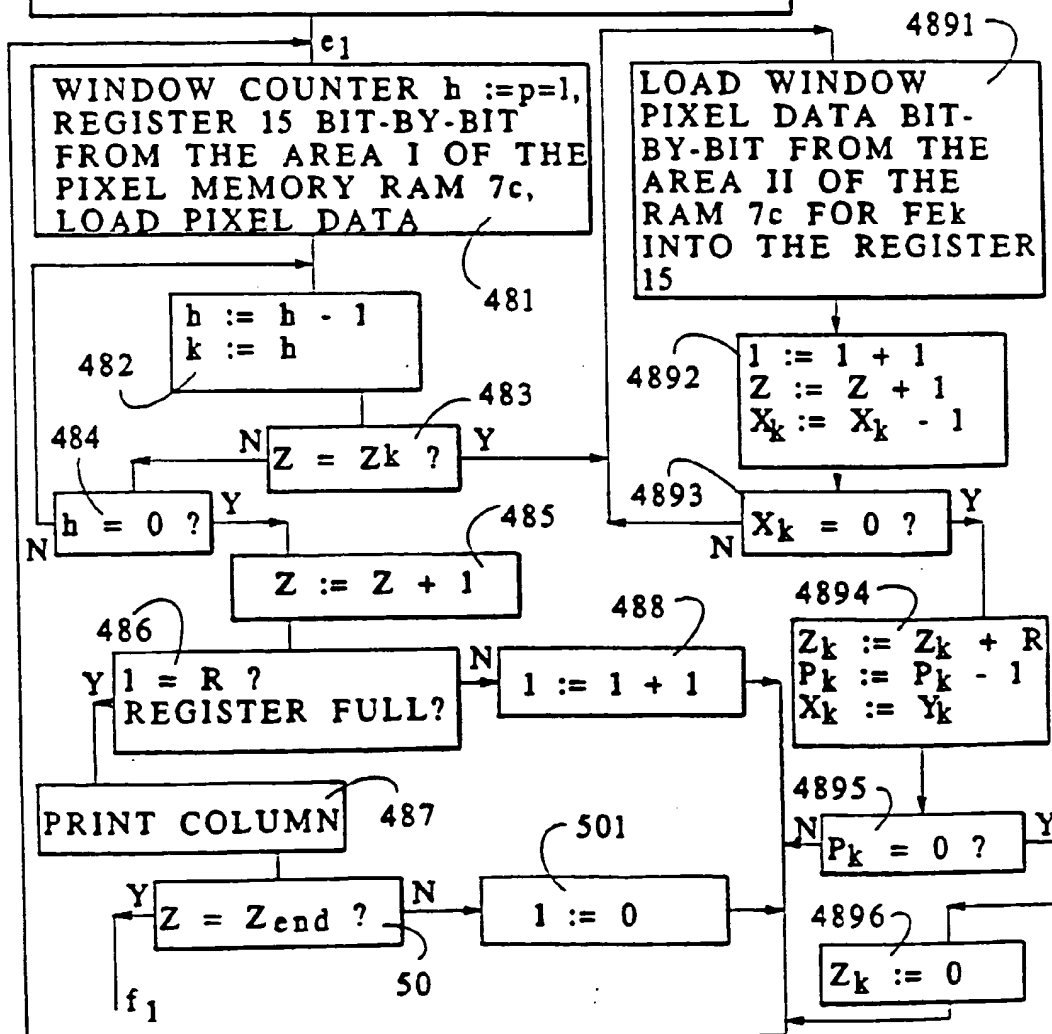 e1
WINDOW COUNTER h :=p=1,
REGISTER 15 BIT-BY-BIT
FROM THE AREA I OF THE
PIXEL MEMORY RAM 7c,
LOAD PIXEL DATA
481
h := h - 1
k := h
482
483
Z = Zk ?
N
Y
484
h = 0 ?
Y
N
485
Z := Z + 1
486
1 = R ?
REGISTER FULL?
Y
N
488
1 := 1 + 1
PRINT COLUMN
487
Z = Zend ?
Y
N
50
501
1 := 0
f1
4891
LOAD WINDOW
PIXEL DATA BIT-
BY-BIT FROM THE
AREA II OF THE
RAM 7c FOR FEk
INTO THE REGISTER
15
4892
1 := 1 + 1
Z := Z + 1
Xk := Xk - 1
4893
Xk = 0 ?
Y
N
4894
Zk := Zk + R
Pk := Pk - 1
Xk := Yk
4895
N
Pk = 0 ?
Y
4896
Zk := 0